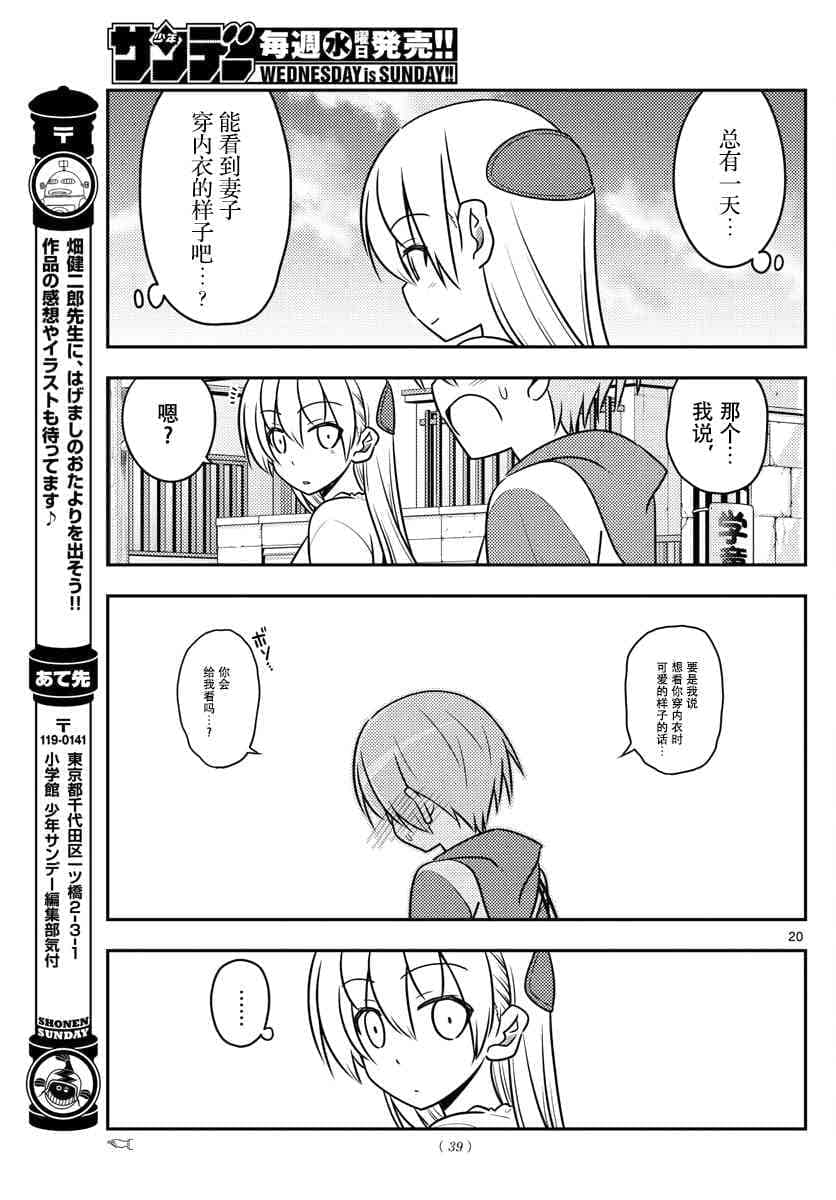 少年サンデー
毎週水曜日発売!!
WEDNESDAY is SUNDAY!!
总有一天…
能看到妻子
穿内衣的样子吧…?
那个…
我说,
嗯?
学童
要是我说
想看你穿内衣时
可爱的样子的话…
ボソ…
你会
给我看吗…?
20
…
〒
畑健二郎先生に、はげましのおたよりを出そう!!
作品の感想やイラストも待ってます♪
あて先
〒
119-0141
東京都千代田区一ツ橋2-3-1
小学館 少年サンデー編集部気付
SHONEN
SUNDAY
(39)